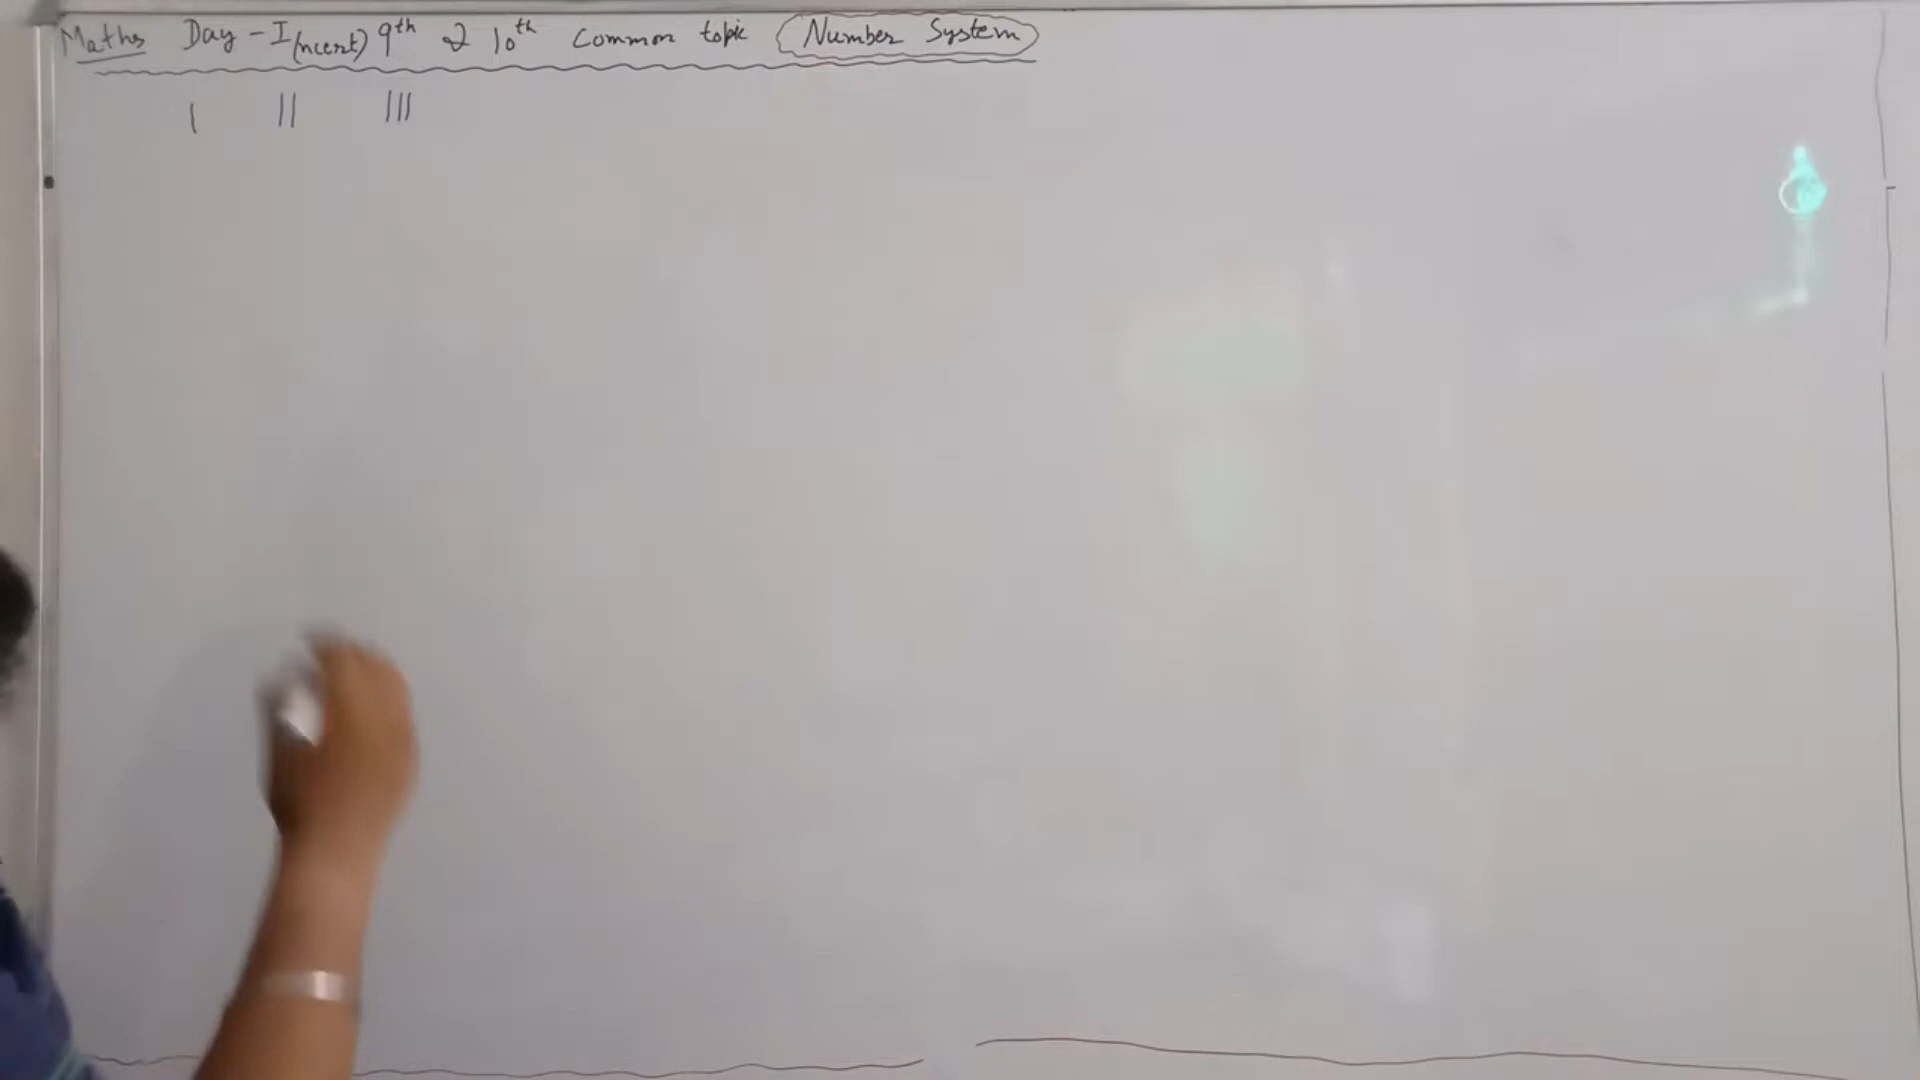 Maths Day - I (ncert) 9th & 10th Common topic Number System
| || |||